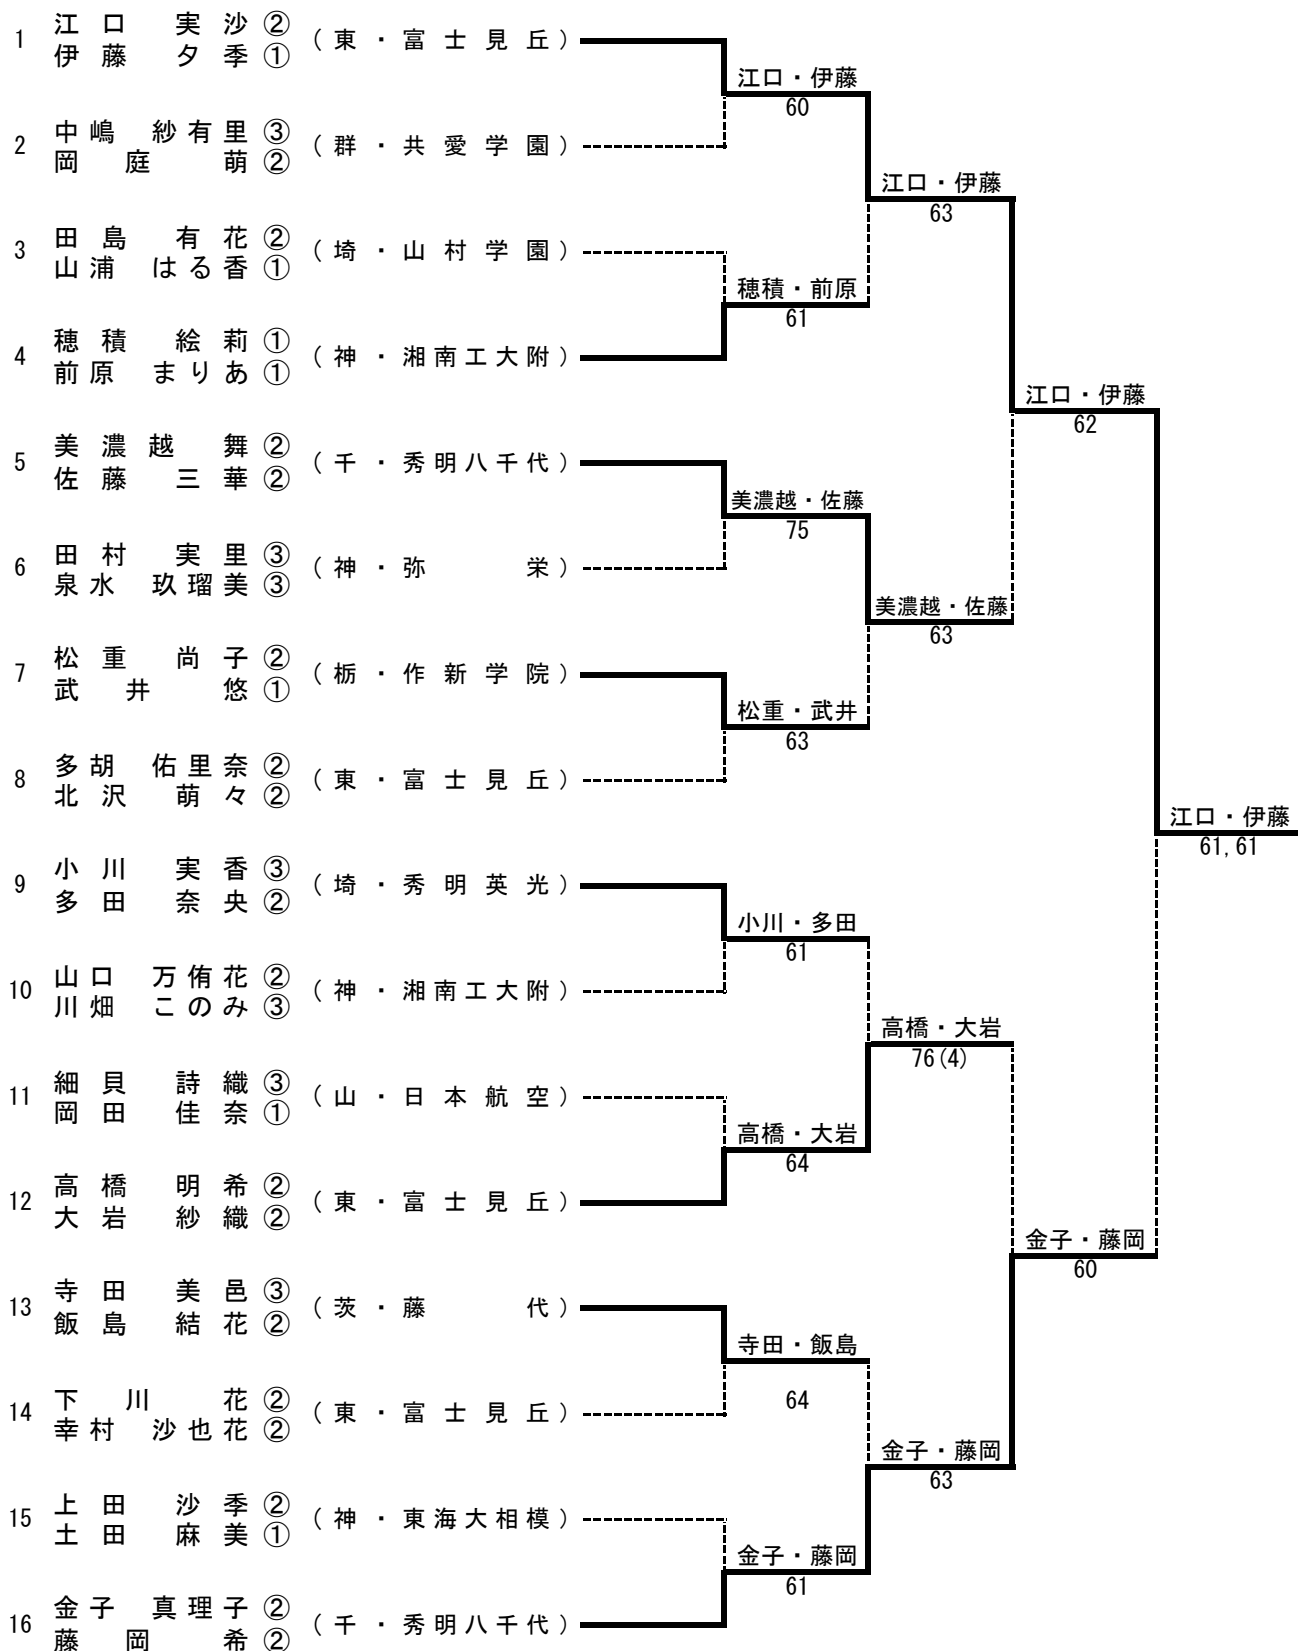 1 江口 実沙 ② (東・富士見丘)
伊藤 夕季 ①
江口・伊藤
60
2 中嶋 紗有里 ③ (群・共愛学園)
岡庭 萌 ②
江口・伊藤
63
3 田島 有花 ② (埼・山村学園)
山浦 はる香 ①
穂積・前原
61
4 穂積 絵莉 ① (神・湘南工大附)
前原 まりあ ①
江口・伊藤
62
5 美濃越 舞 ② (千・秀明八千代)
佐藤 三華 ②
美濃越・佐藤
75
6 田村 実里 ③ (神・弥栄)
泉水 玖瑠美 ③
美濃越・佐藤
63
7 松重 尚子 ② (栃・作新学院)
武井 悠 ①
松重・武井
63
8 多胡 佑里奈 ② (東・富士見丘)
北沢 萌々 ②
江口・伊藤
61,61
9 小川 実香 ③ (埼・秀明英光)
多田 奈央 ②
小川・多田
61
10 山口 万侑花 ② (神・湘南工大附)
川畑 このみ ③
高橋・大岩
76(4)
11 細貝 詩織 ③ (山・日本航空)
岡田 佳奈 ①
高橋・大岩
64
12 高橋 明希 ② (東・富士見丘)
大岩 紗織 ②
金子・藤岡
60
13 寺田 美邑 ③ (茨・藤代)
飯島 結花 ②
寺田・飯島
64
14 下川 花 ② (東・富士見丘)
幸村 沙也花 ②
金子・藤岡
63
15 上田 沙季 ② (神・東海大相模)
土田 麻美 ①
金子・藤岡
61
16 金子 真理子 ② (千・秀明八千代)
藤岡 希 ②